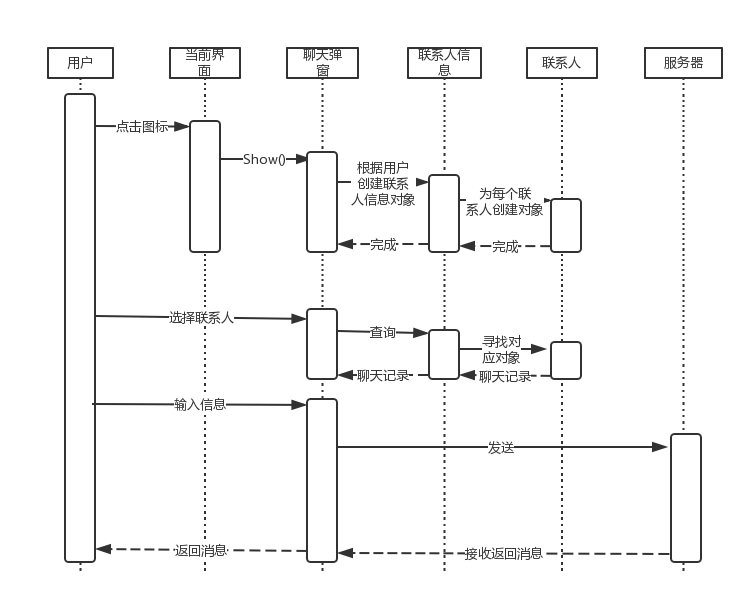 用户
当前界
面
聊天弹
窗
联系人信
息
联系人
服务器
点击图标
Show()
根据用户
创建联系
人信息对象
为每个联
系人创建对象
完成
完成
选择联系人
查询
寻找对
应对象
聊天记录
聊天记录
输入信息
发送
返回消息
接收返回消息